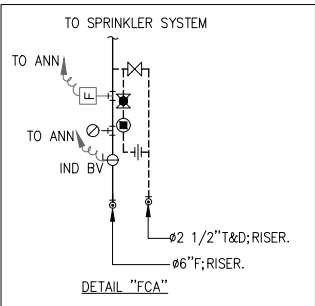 TO SPRINKLER SYSTEM
TO ANN
F
TO ANN
IND BV
ø2 1/2"T&D;RISER.
ø6"F;RISER.
DETAIL "FCA"